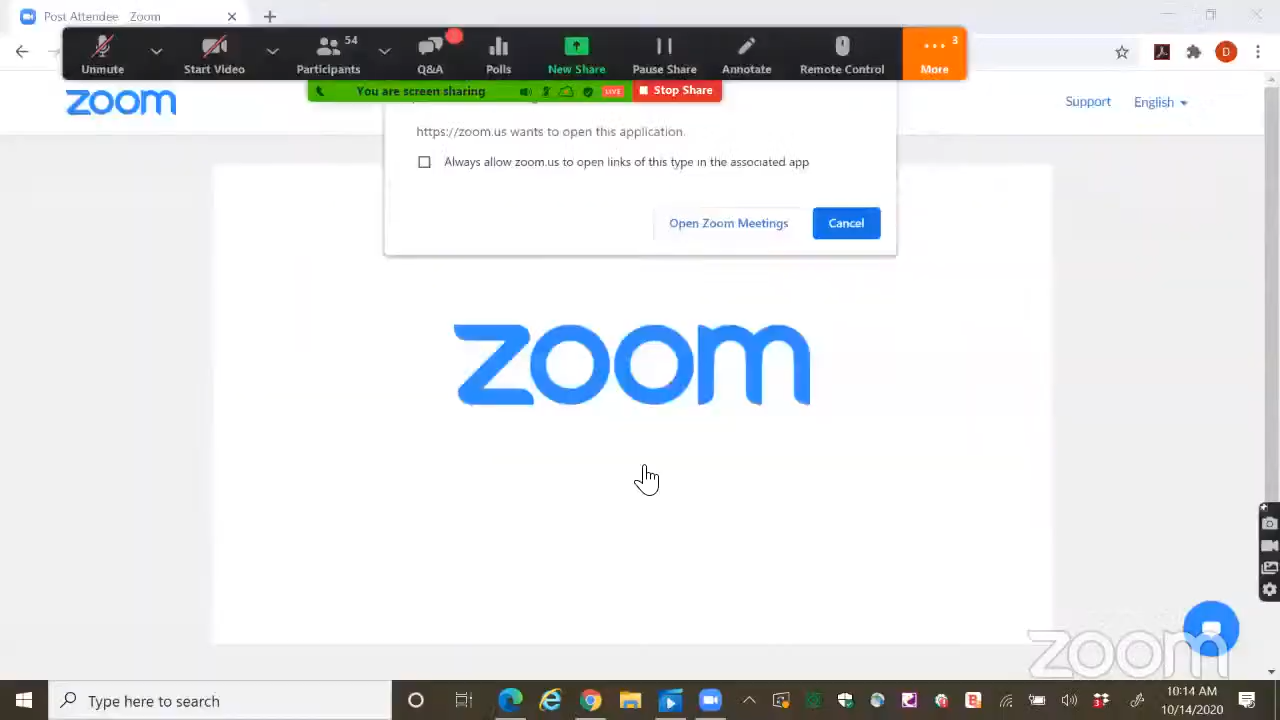 Post Attendee - Zoom
54
3
Unmute
Start Video
Participants
Q&A
Polls
New Share
Pause Share
Annotate
Remote Control
More
You are screen sharing
LIVE
Stop Share
zoom
Support
English
https://zoom.us wants to open this application.
Always allow zoom.us to open links of this type in the associated app
Open Zoom Meetings
Cancel
zoom
zoom
Type here to search
10:14 AM
10/14/2020